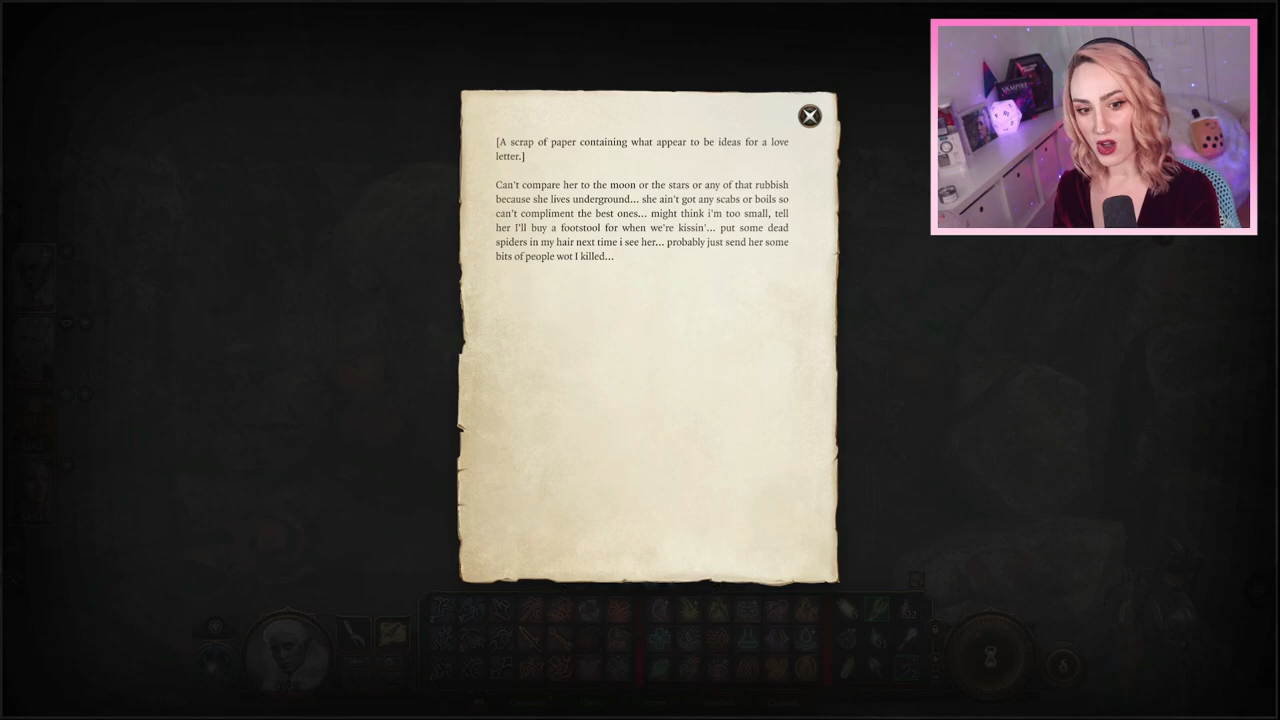 [A scrap of paper containing what appear to be ideas for a love
letter.]
Can't compare her to the moon or the stars or any of that rubbish
because she lives underground... she ain't got any scabs or boils so
can't compliment the best ones... might think i'm too small, tell
her I'll buy a footstool for when we're kissin'... put some dead
spiders in my hair next time i see her... probably just send her some
bits of people wot I killed...
VAMPIRE